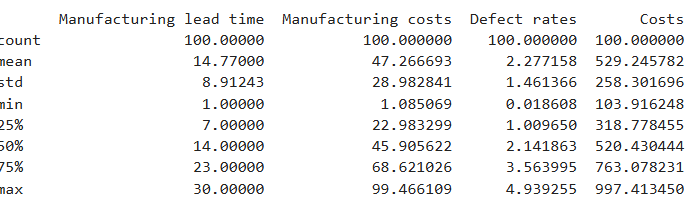 Manufacturing lead time Manufacturing costs Defect rates Costs
count 100.00000 100.000000 100.000000 100.000000
mean 14.77000 47.266693 2.277158 529.245782
std 8.91243 28.982841 1.461366 258.301696
min 1.00000 1.085069 0.018608 103.916248
25% 7.00000 22.983299 1.009650 318.778455
50% 14.00000 45.905622 2.141863 520.430444
75% 23.00000 68.621026 3.563995 763.078231
max 30.00000 99.466109 4.939255 997.413450